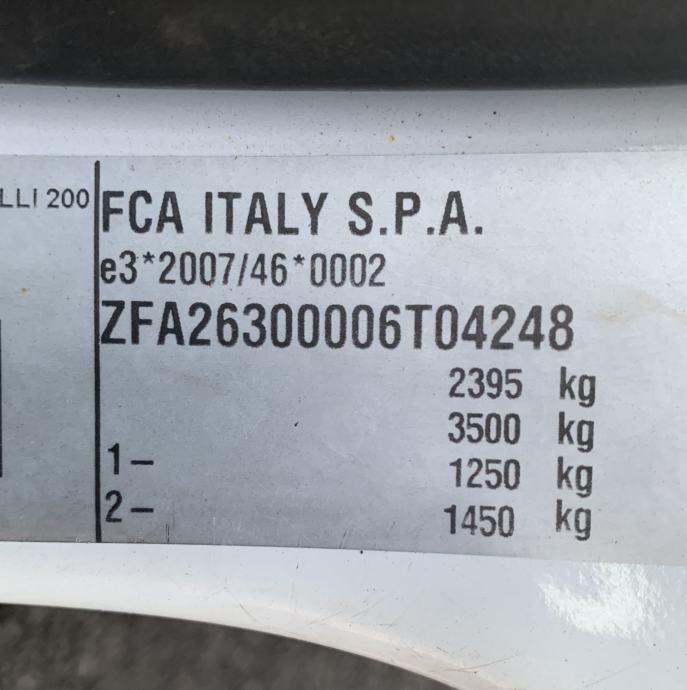 LLI 200
FCA ITALY S.P.A.
e3*2007/46*0002
ZFA26300006T04248
2395 kg
3500 kg
1– 1250 kg
2– 1450 kg